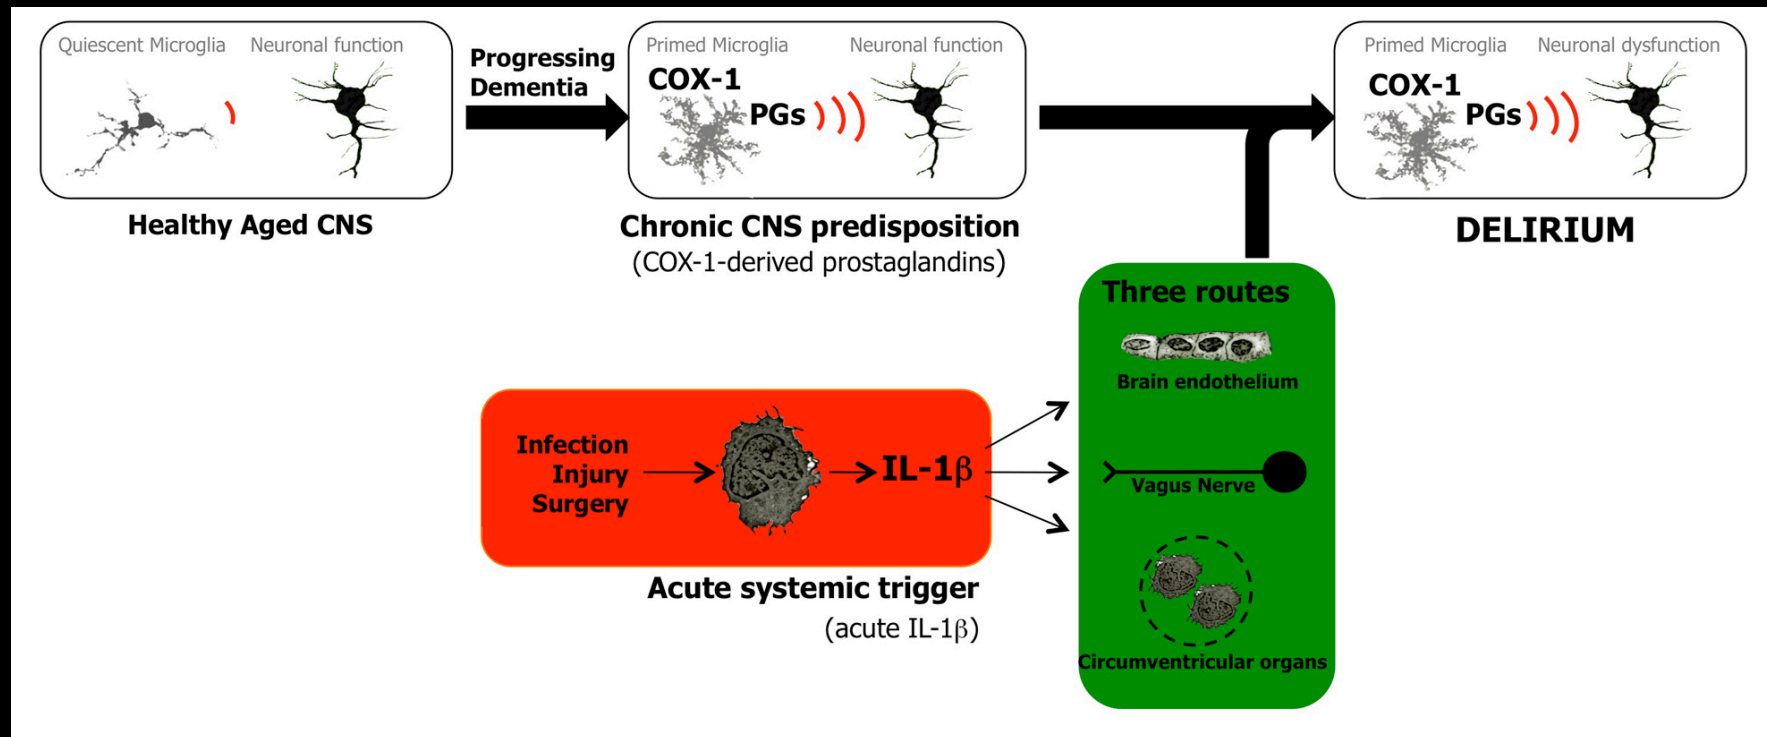 Quiescent Microglia
Neuronal function
Healthy Aged CNS
Progressing
Dementia
Primed Microglia
Neuronal function
COX-1
PGs
Chronic CNS predisposition
(COX-1-derived prostaglandins)
Primed Microglia
Neuronal dysfunction
COX-1
PGs
DELIRIUM
Infection
Injury
Surgery
IL-1β
Acute systemic trigger
(acute IL-1β)
Three routes
Brain endothelium
Vagus Nerve
Circumventricular organs